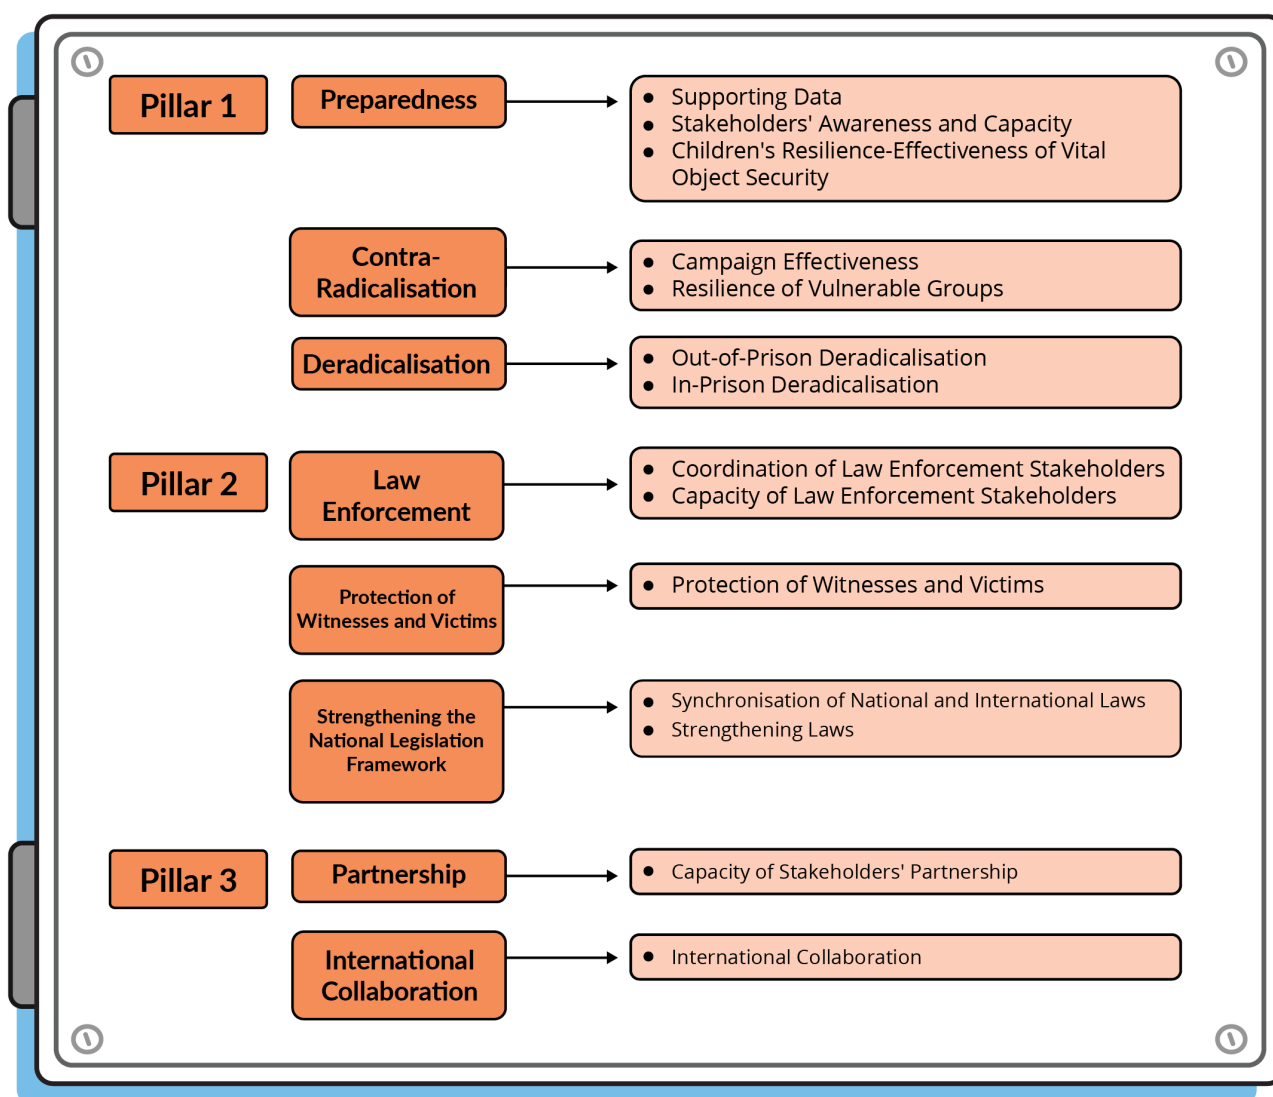 Pillar 1
Preparedness
● Supporting Data
● Stakeholders' Awareness and Capacity
● Children's Resilience-Effectiveness of Vital
Object Security
Contra-
Radicalisation
● Campaign Effectiveness
● Resilience of Vulnerable Groups
Deradicalisation
● Out-of-Prison Deradicalisation
● In-Prison Deradicalisation
Pillar 2
Law
Enforcement
● Coordination of Law Enforcement Stakeholders
● Capacity of Law Enforcement Stakeholders
Protection of
Witnesses and Victims
● Protection of Witnesses and Victims
Strengthening the
National Legislation
Framework
● Synchronisation of National and International Laws
● Strengthening Laws
Pillar 3
Partnership
● Capacity of Stakeholders' Partnership
International
Collaboration
● International Collaboration